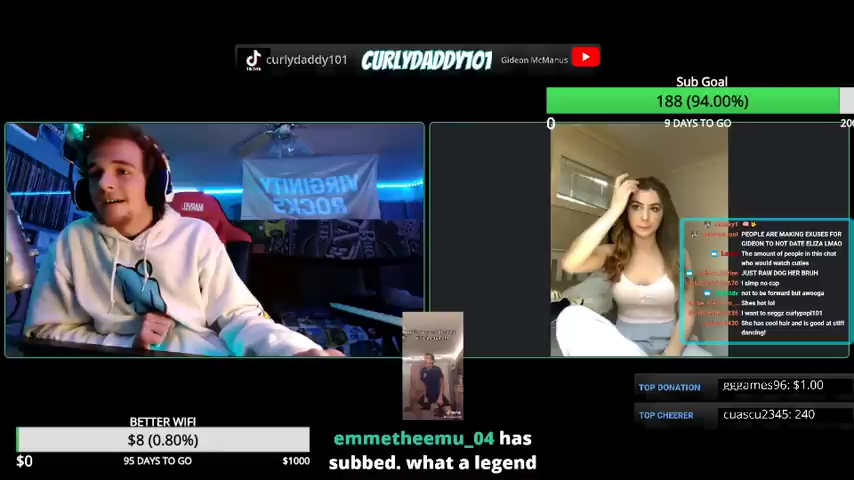 curlydaddy101
CURLYDADDY101
Gideon McManus
Sub Goal
188 (94.00%)
0
9 DAYS TO GO
200
VIRGINITY
ROCKS
PEOPLE ARE MAKING EXUSES FOR
GIDEON TO NOT DATE ELIZA LMAO
The amount of people in this chat
who would watch cuties
JUST RAW DOG HER BRUH
I simp no cap
not to be forward but awooga
Shes hot lol
I want to seggz curlypapi101
She has cool hair and is good at stiff
dancing!
TOP DONATION
gggames96: $1.00
TOP CHEERER
cuascu2345: 240
BETTER WIFI
$8 (0.80%)
$0
95 DAYS TO GO
$1000
emmetheemu_04 has
subbed. what a legend